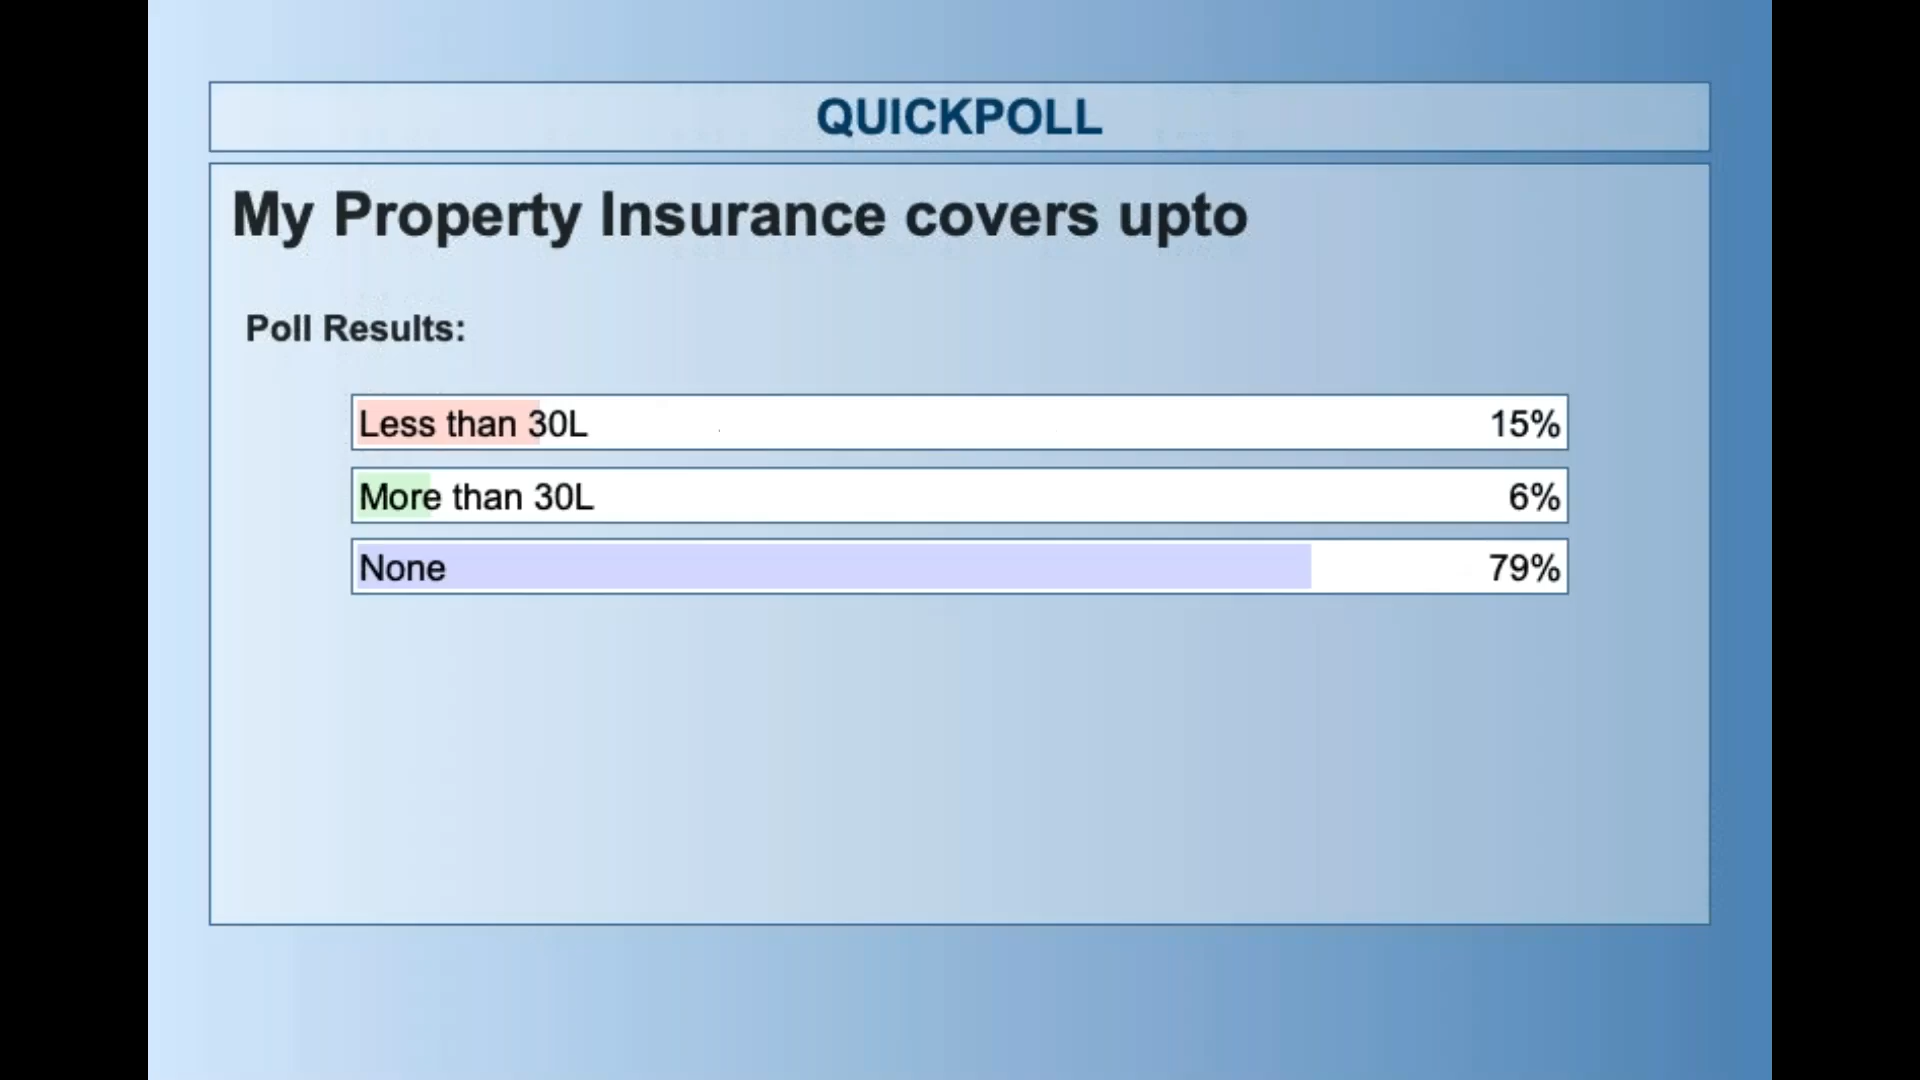 QUICKPOLL
My Property Insurance covers upto
Poll Results:
Less than 30L 15%
More than 30L 6%
None 79%